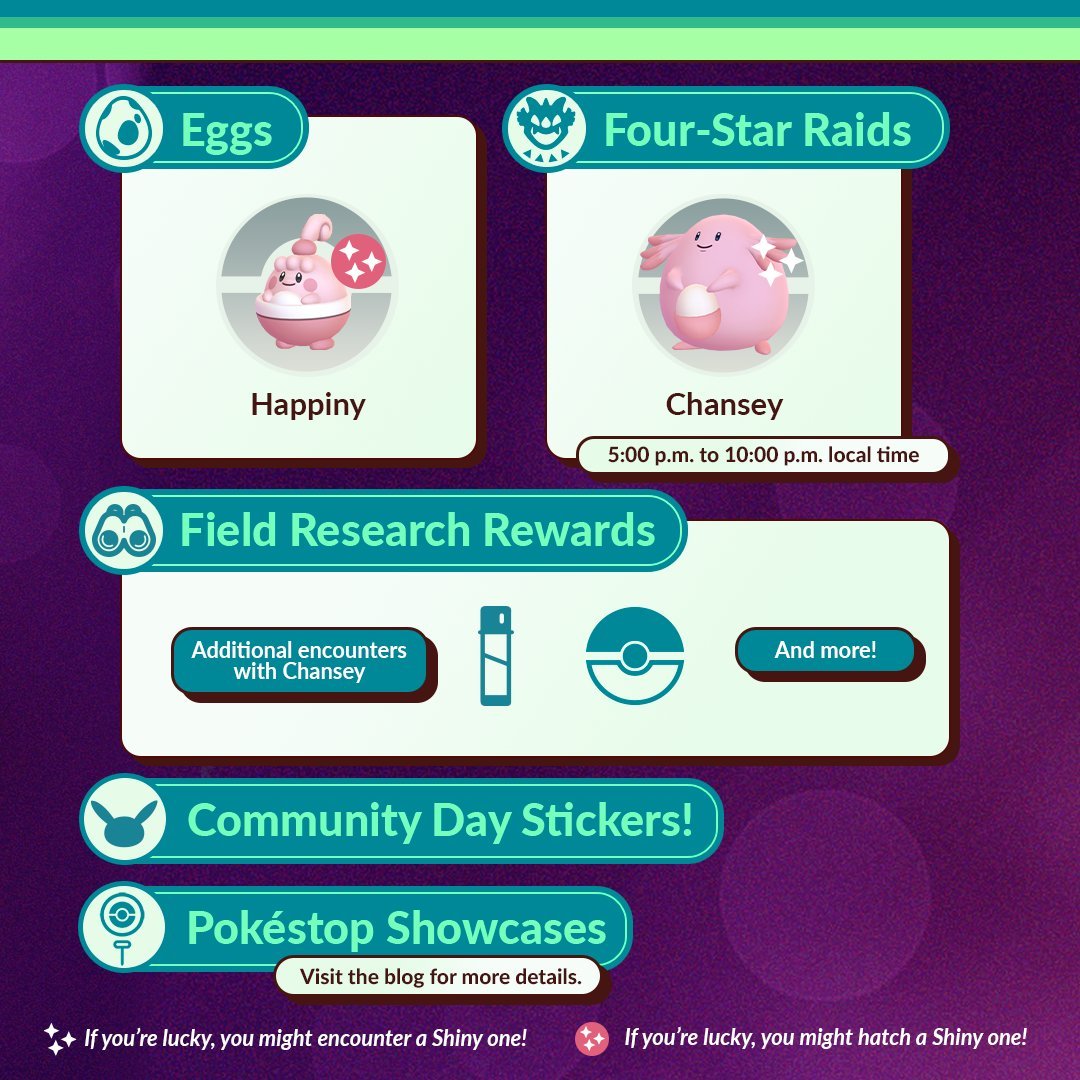 Eggs
Four-Star Raids
Happiny
Chansey
5:00 p.m. to 10:00 p.m. local time
Field Research Rewards
Additional encounters
with Chansey
And more!
Community Day Stickers!
Pokéstop Showcases
Visit the blog for more details.
If you're lucky, you might encounter a Shiny one!
If you're lucky, you might hatch a Shiny one!